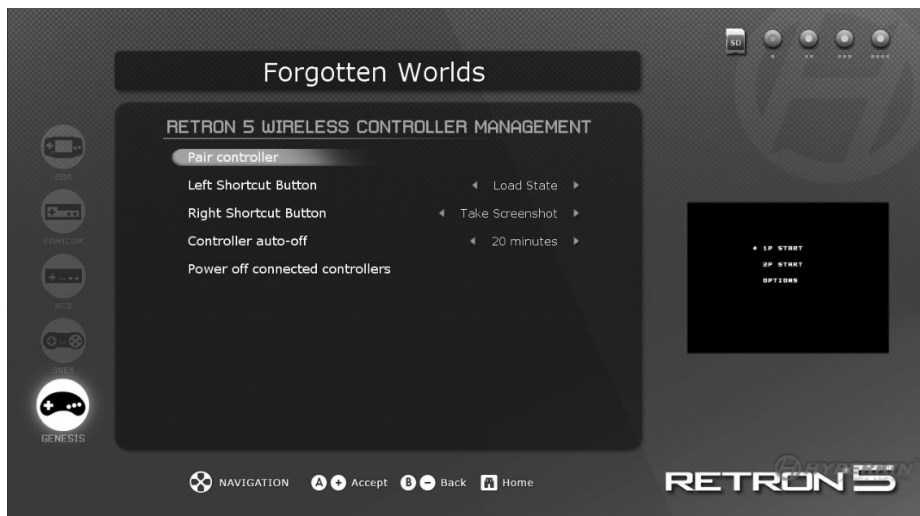 SD
Forgotten Worlds
RETRON 5 WIRELESS CONTROLLER MANAGEMENT
Pair controller
Left Shortcut Button Load State
Right Shortcut Button Take Screenshot
Controller auto-off 20 minutes
Power off connected controllers
GBA
FAMICOM
NES
SNES
GENESIS
1P START
2P START
OPTIONS
NAVIGATION A + Accept B - Back Home
HYPERKIN
RETRON 5